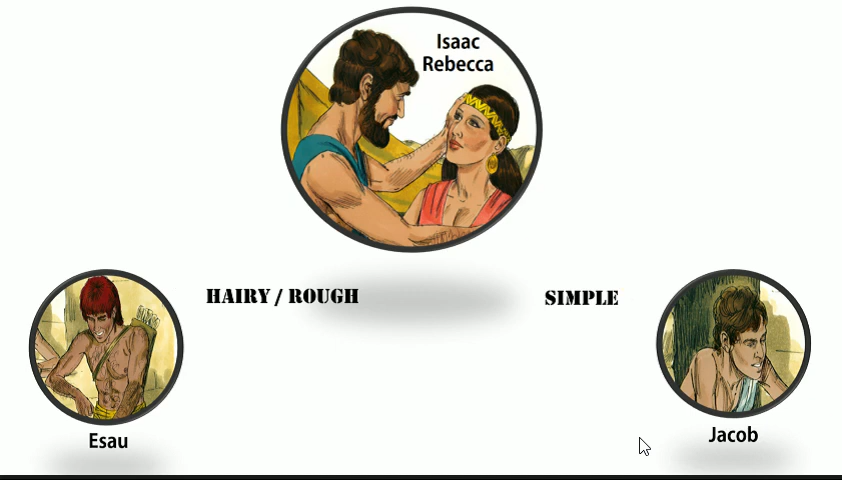 Isaac
Rebecca
HAIRY / ROUGH
SIMPLE
Esau
Jacob